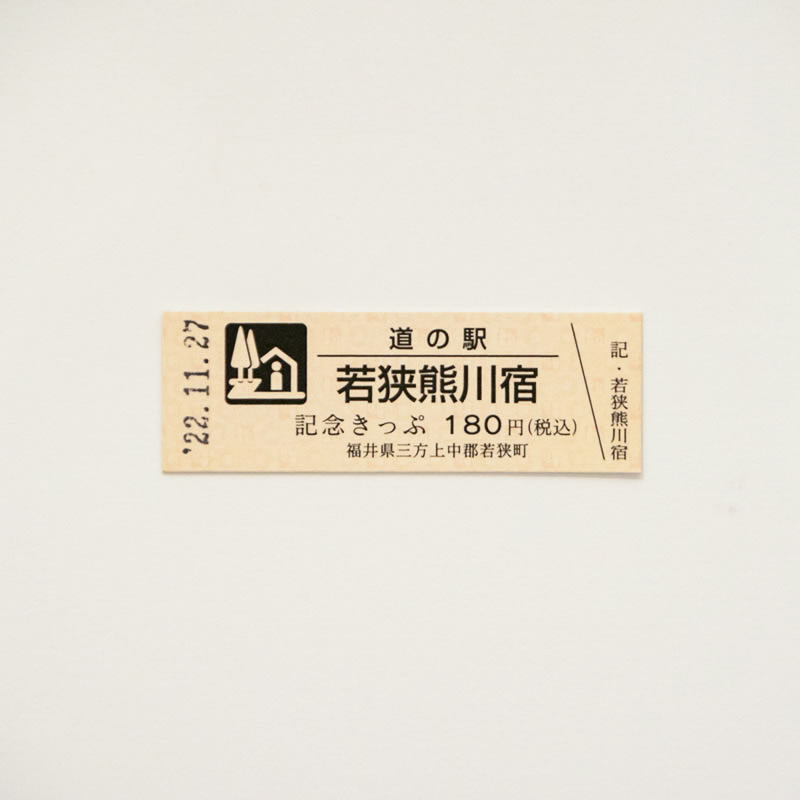 '22.11.27
道の駅
若狭熊川宿
記念きっぷ 180円(税込)
福井県三方上中郡若狭町
記・若狭熊川宿